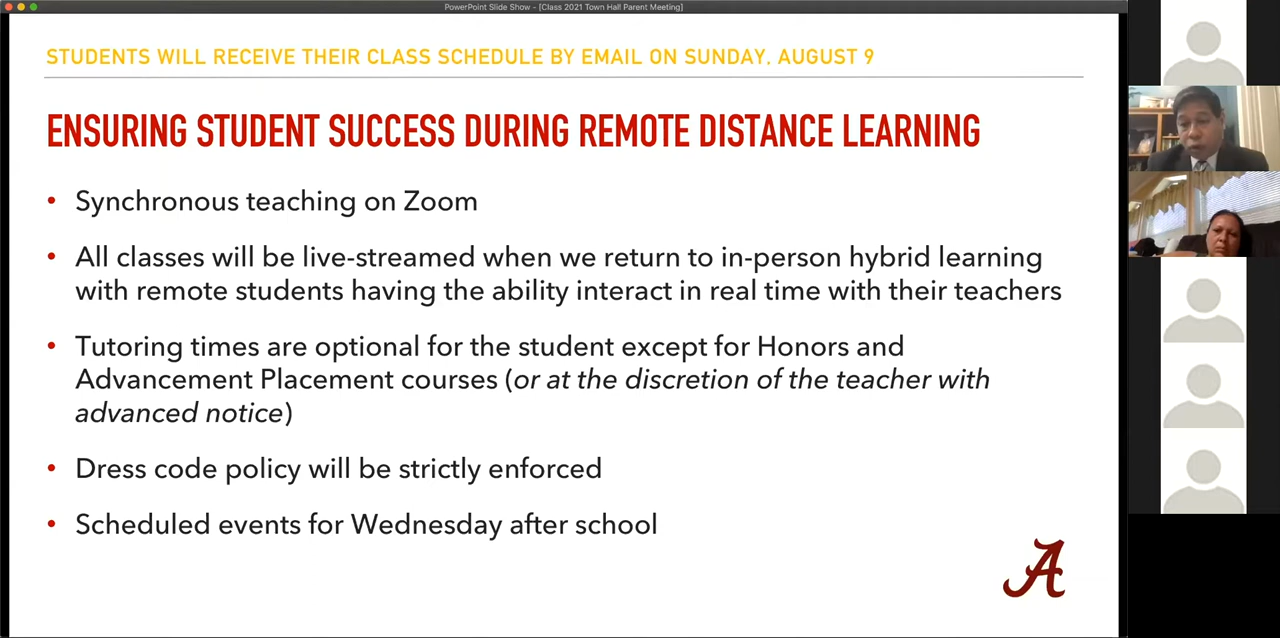 PowerPoint Slide Show - [Class 2021 Town Hall Parent Meeting]
STUDENTS WILL RECEIVE THEIR CLASS SCHEDULE BY EMAIL ON SUNDAY, AUGUST 9
ENSURING STUDENT SUCCESS DURING REMOTE DISTANCE LEARNING
• Synchronous teaching on Zoom
• All classes will be live-streamed when we return to in-person hybrid learning
with remote students having the ability interact in real time with their teachers
• Tutoring times are optional for the student except for Honors and
Advancement Placement courses (or at the discretion of the teacher with
advanced notice)
• Dress code policy will be strictly enforced
• Scheduled events for Wednesday after school
A